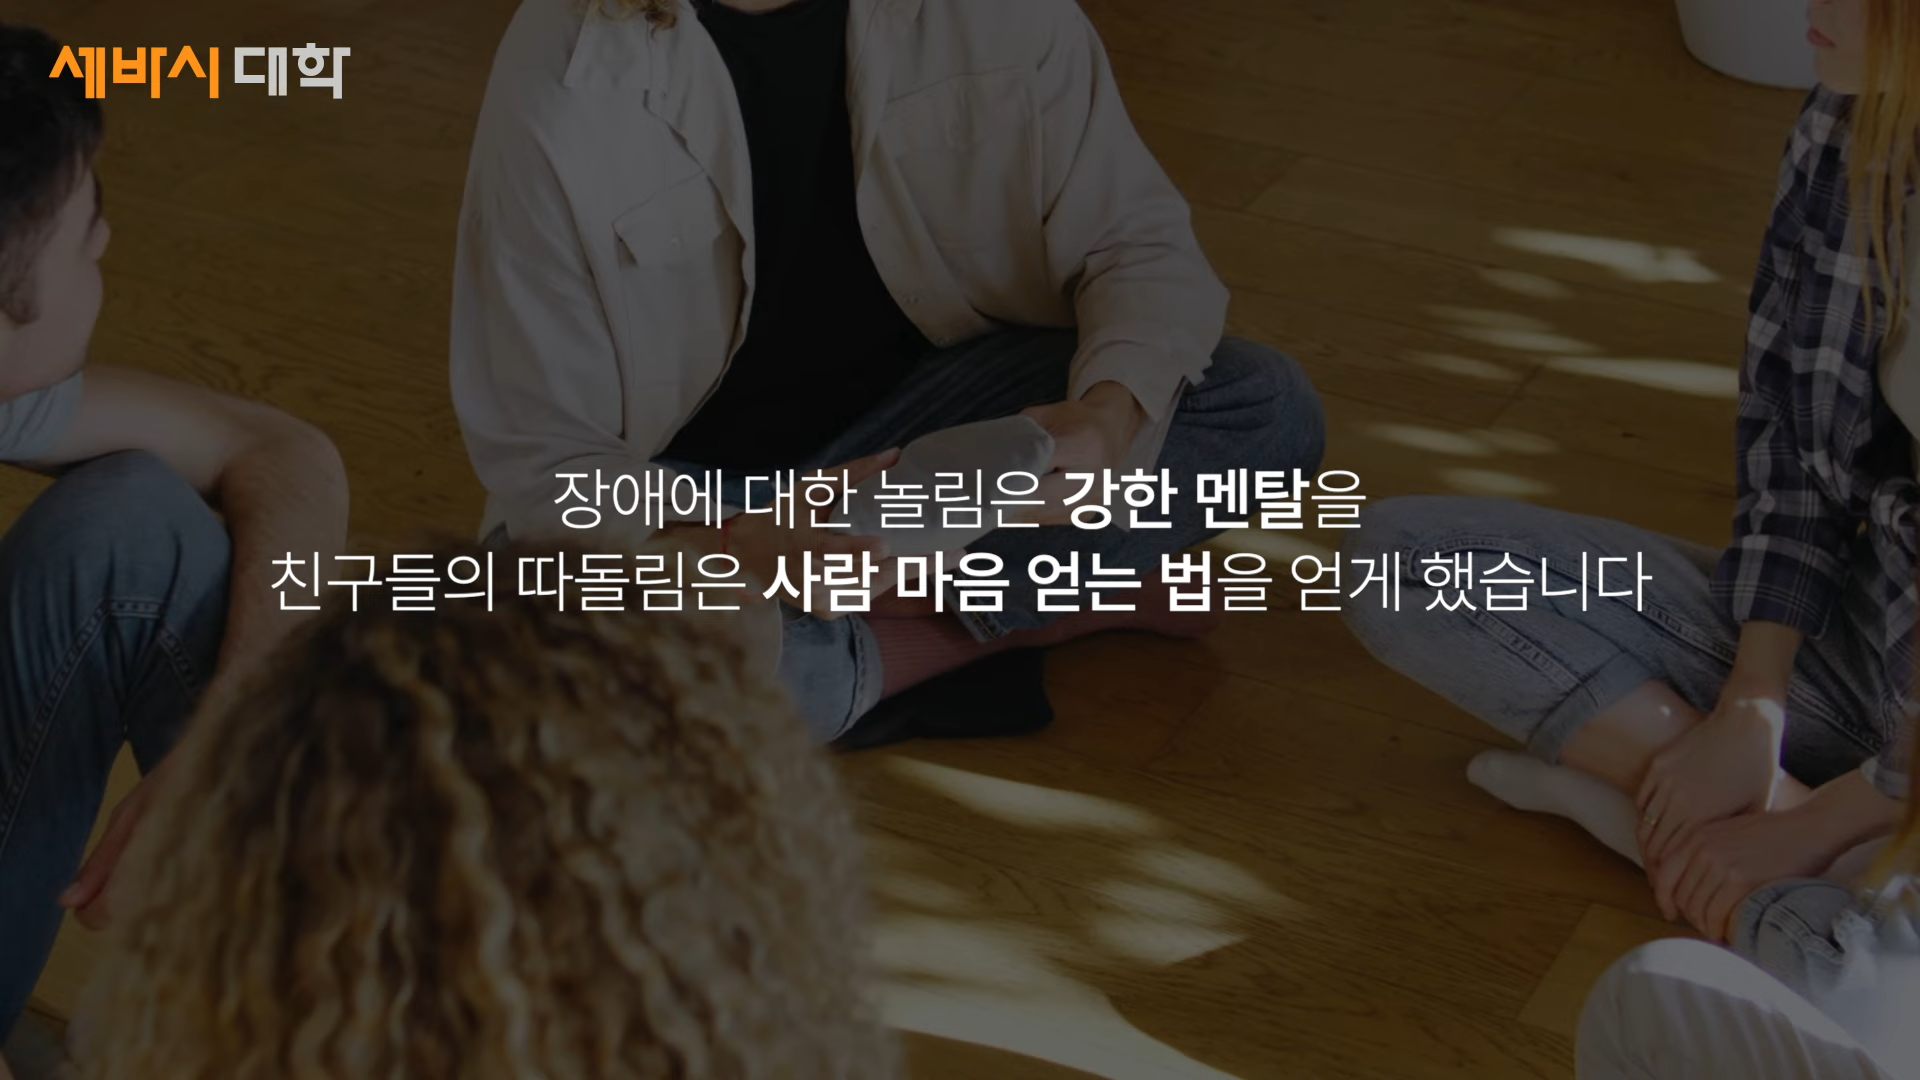 세바시 대학
장애에 대한 놀림은 강한 멘탈을
친구들의 따돌림은 사람 마음 얻는 법을 얻게 했습니다